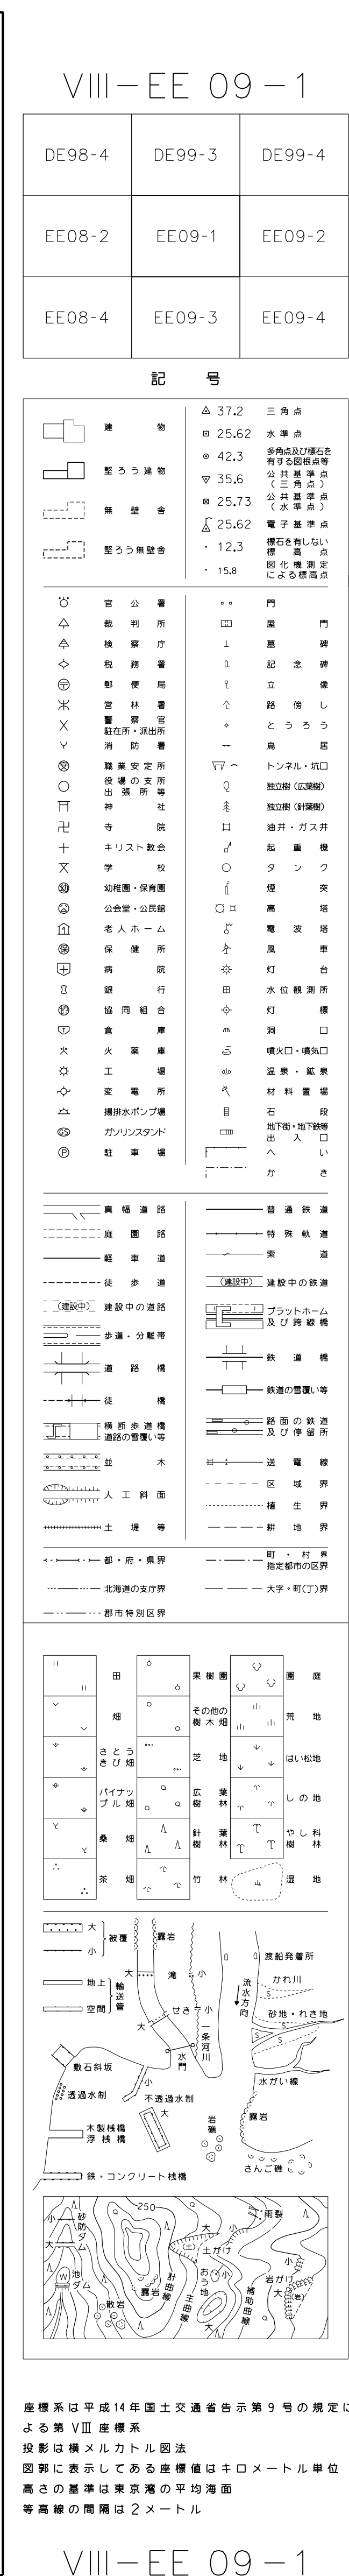 VIII-EE 09-1
DE98-4 DE99-3 DE99-4
EE08-2 EE09-1 EE09-2
EE08-4 EE09-3 EE09-4
記 号
建物
堅ろう建物
無壁舎
堅ろう無壁舎
37.2 三角点
25.62 水準点
42.3 多角点及び標石を
有する図根点等
35.6 公共基準点
(三角点)
25.73 公共基準点
(水準点)
25.62 電子基準点
12.3 標石を有しない
標高点
15.8 図化機測定
による標高点
官公署
裁判所
検察庁
税務署
郵便局
営林署
警察官
駐在所・派出所
消防署
職業安定所
役場の支所
出張所等
神社
寺院
キリスト教会
学校
幼 幼稚園・保育園
公 公会堂・公民館
老人ホーム
保 保健所
病院
銀行
協 協同組合
倉庫
火 火薬庫
工場
変電所
揚排水ポンプ場
GS ガソリンスタンド
P 駐車場
門
屋門
墓碑
記念碑
立像
路傍し
とうろう
鳥居
トンネル・坑口
独立樹(広葉樹)
独立樹(針葉樹)
油井・ガス井
起重機
タンク
煙突
高塔
電波塔
風車
灯台
水位観測所
灯標
洞口
噴火口・噴気口
温泉・鉱泉
材料置場
石段
地下街・地下鉄等
出入口
へい
かき
真幅道路
庭園路
軽車道
徒歩道
(建設中) 建設中の道路
歩道・分離帯
道路橋
徒橋
横断歩道橋
道路の雪覆い等
並木
人工斜面
土堤等
普通鉄道
特殊軌道
索道
(建設中) 建設中の鉄道
プラットホーム
及び跨線橋
鉄道橋
鉄道の雪覆い等
路面の鉄道
及び停留所
送電線
区域界
植生界
耕地界
都・府・県界
北海道の支庁界
郡市特別区界
町・村界
指定都市の区界
大字・町(丁)界
田
畑
さとう
きび畑
パイナッ
プル畑
桑畑
茶畑
果樹園
その他の
樹木畑
芝地
広葉
樹林
針葉
樹林
竹林
園庭
荒地
はい松地
しの地
やし科
樹林
湿地
大
小
被覆
地上
空間
輸送管
露岩
大 滝 小
大 せき 小
水門
一条河川
流水方向
渡船発着所
かれ川
砂地・れき地
S
S
S
S
水がい線
敷石斜坂
透過水制
小
不透過水制
大
木製桟橋
浮桟橋
鉄・コンクリート桟橋
岩礁
露岩
さんご礁
小
砂防ダム
大
池
W
ダム
散岩
250
露岩
計曲線
主曲線
大 小
(土)
土がけ
おう地
小
大
補助曲線
雨裂
小
岩がけ
大
(岩)
座標系は平成14年国土交通省告示第9号の規定に
よる第VIII座標系
投影は横メルカトル図法
図郭に表示してある座標値はキロメートル単位
高さの基準は東京湾の平均海面
等高線の間隔は2メートル
VIII-EE 09-1